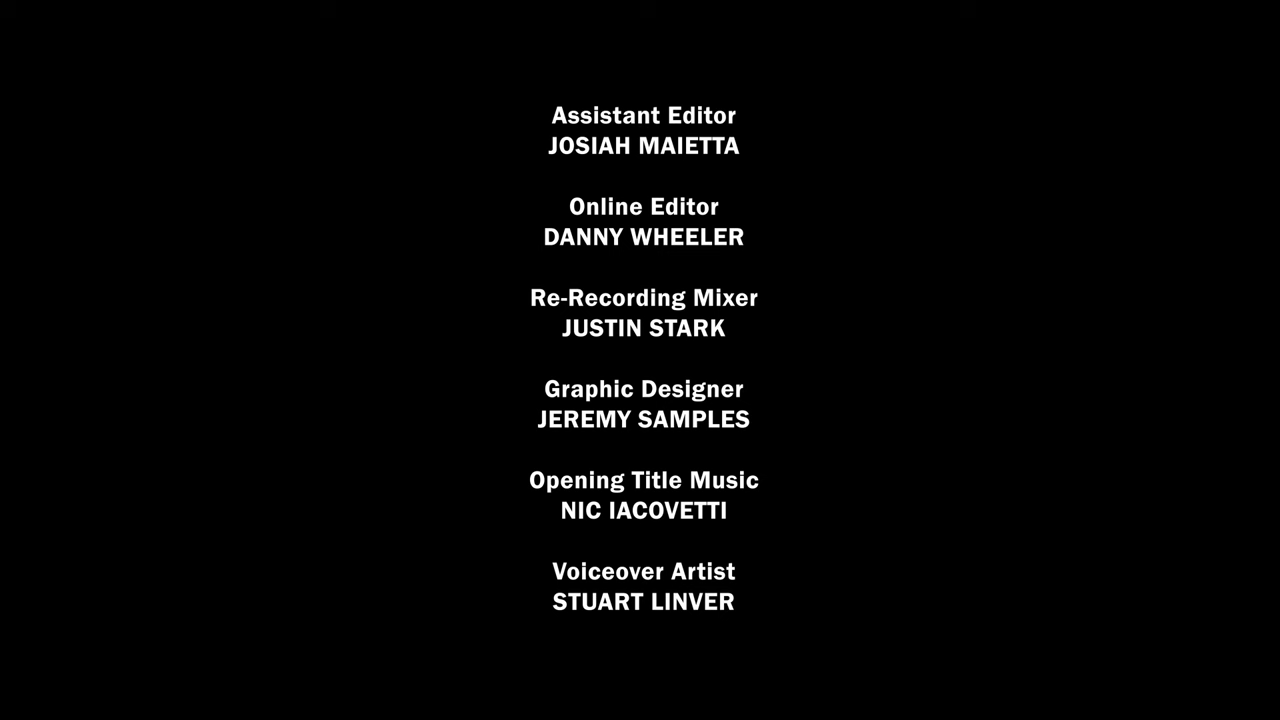 Assistant Editor
JOSIAH MAIETTA
Online Editor
DANNY WHEELER
Re-Recording Mixer
JUSTIN STARK
Graphic Designer
JEREMY SAMPLES
Opening Title Music
NIC IACOVETTI
Voiceover Artist
STUART LINVER